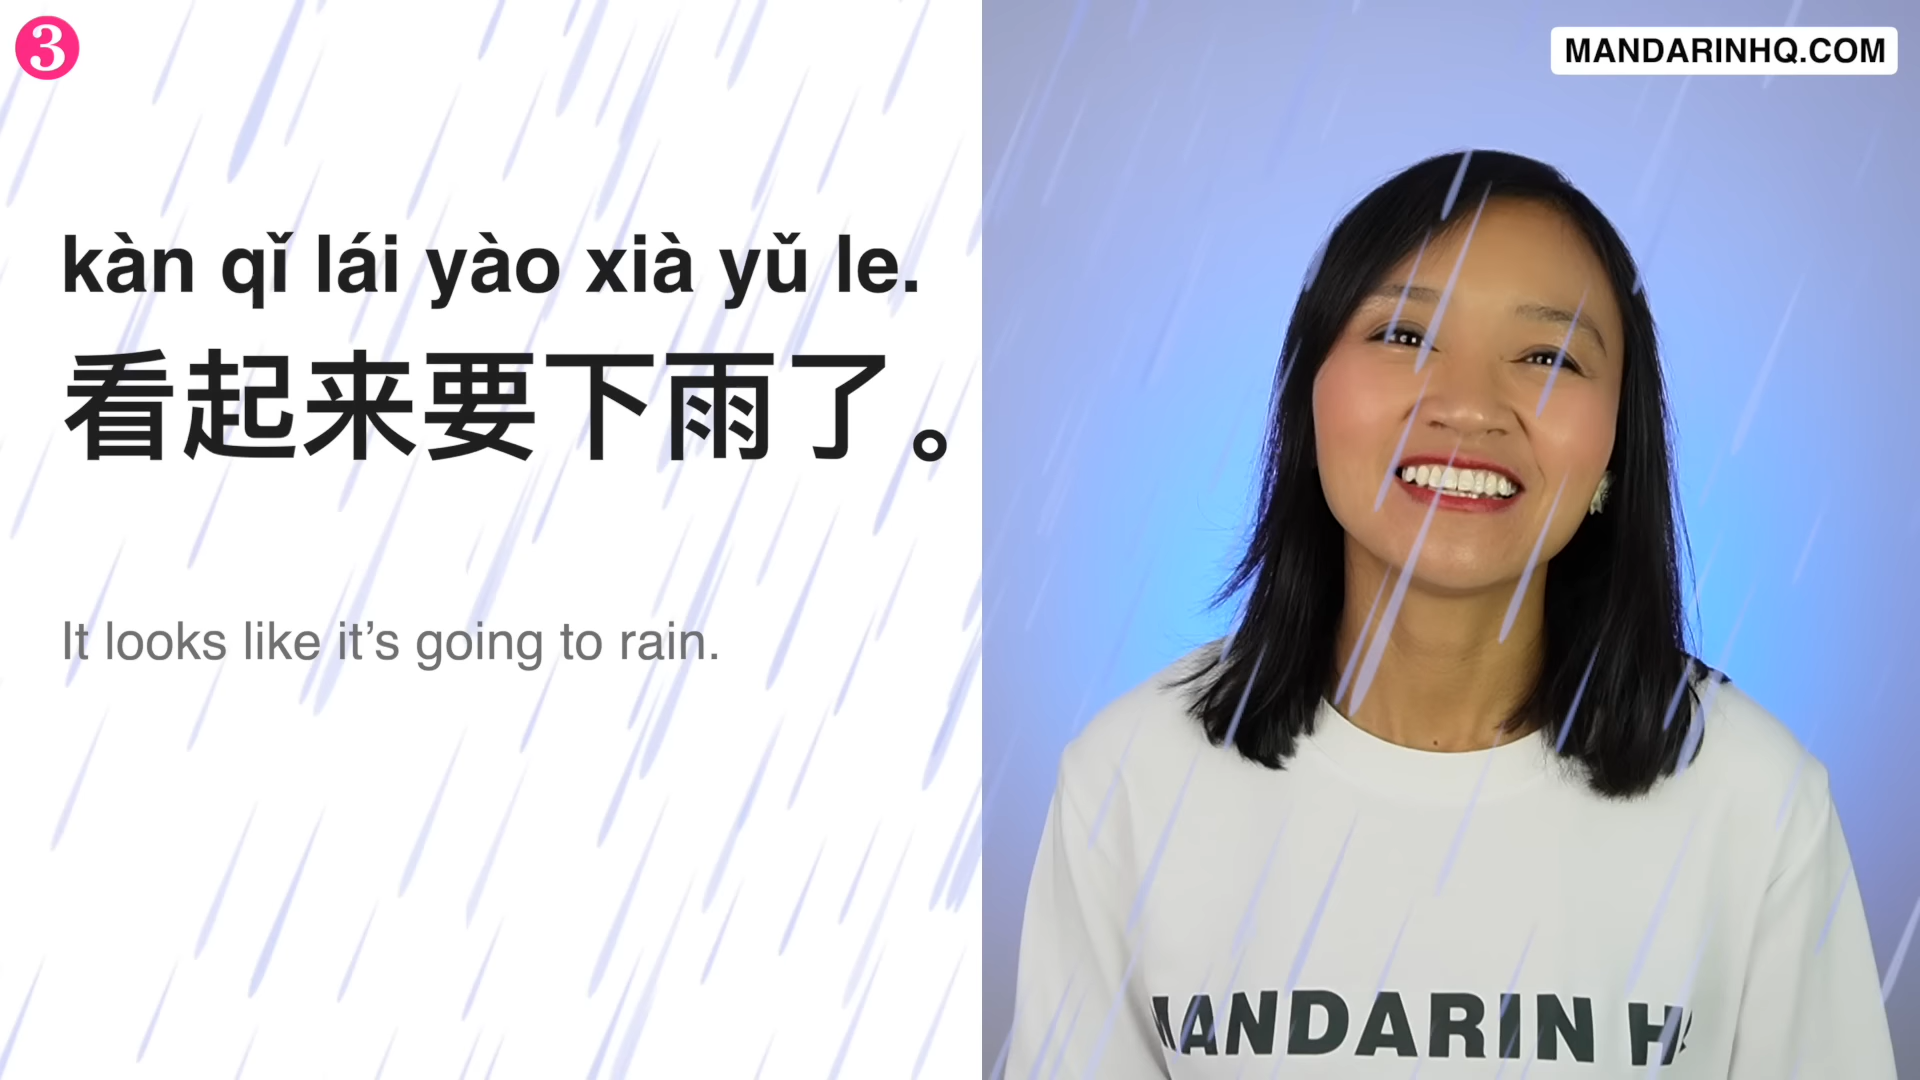 3
kàn qǐ lái yào xià yǔ le.
看起来要下雨了。
It looks like it’s going to rain.
MANDARINHQ.COM
MANDARIN H